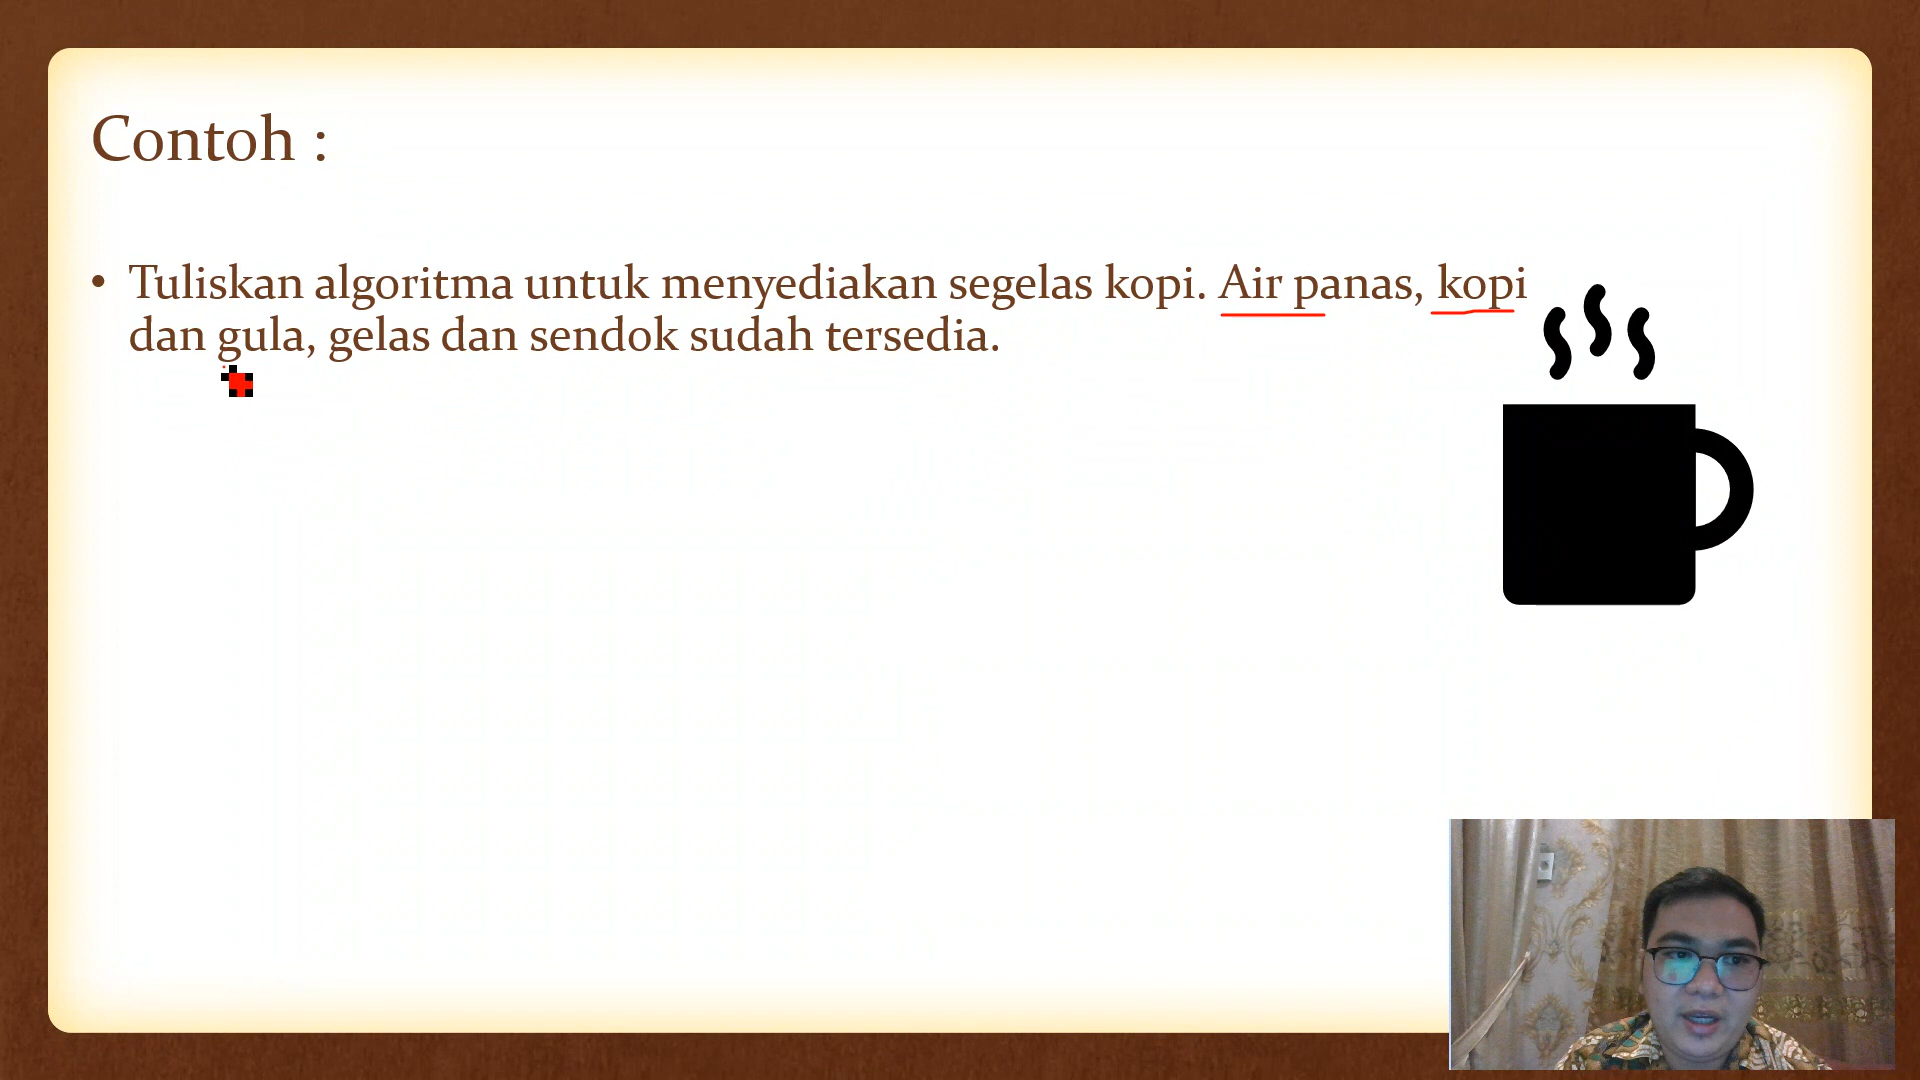 Contoh :
• Tuliskan algoritma untuk menyediakan segelas kopi. Air panas, kopi
dan gula, gelas dan sendok sudah tersedia.